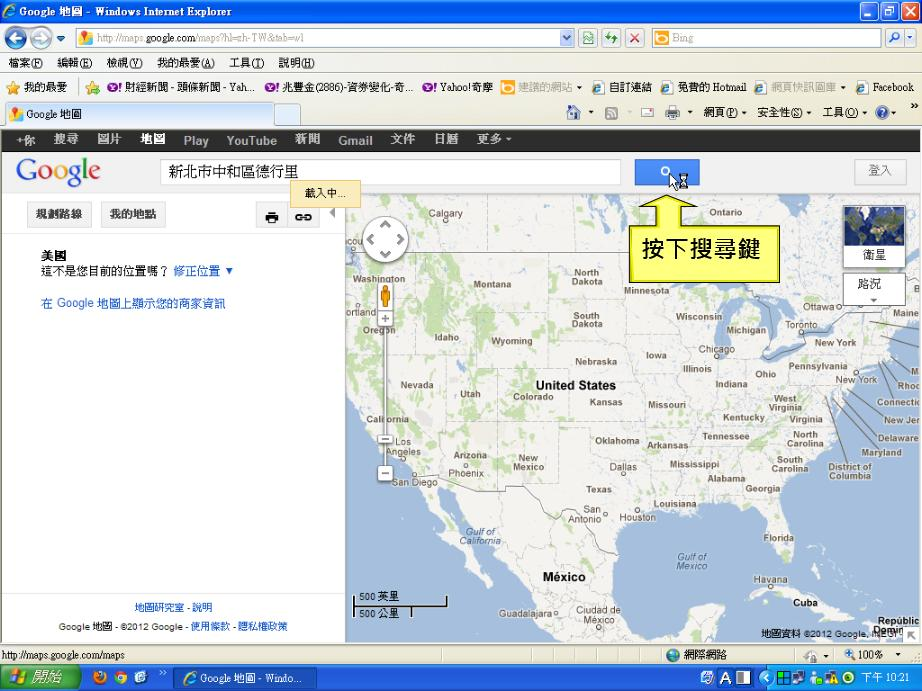 Google 地圖 - Windows Internet Explorer
http://maps.google.com/maps?hl=zh-TW&tab=wl
Bing
檔案(F) 編輯(E) 檢視(V) 我的最愛(A) 工具(T) 說明(H)
我的最愛 Y! 財經新聞 - 頭條新聞 - Yah... Y! 兆豐金(2886)-資券變化-奇... Y! Yahoo!奇摩 建議的網站 自訂連結 免費的 Hotmail 網頁快訊圖庫 Facebook »
Google 地圖
網頁(P) 安全性(S) 工具(O) »
+你 搜尋 圖片 地圖 Play YouTube 新聞 Gmail 文件 日曆 更多
Google 新北市中和區德行里 登入
載入中...
規劃路線 我的地點
按下搜尋鍵
衛星
路況
美國
這不是您目前的位置嗎？ 修正位置 ▼
在 Google 地圖上顯示您的商家資訊
Calgary
Ontario
Washington
Montana
North Dakota
Minnesota
Ottawa
Maine
Oregon
Idaho
Wyoming
South Dakota
Wisconsin
Michigan
Toronto
New York
Chicago
Nebraska
Iowa
Illinois
Indiana
Ohio
Pennsylvania
New York
Nevada
Utah
Colorado
United States
Kansas
Missouri
West Virginia
Kentucky
Virginia
California
Los Angeles
San Diego
Arizona
Phoenix
New Mexico
Oklahoma
Arkansas
Tennessee
North Carolina
South Carolina
Delaware
Maryland
District of Columbia
Dallas
Mississippi
Alabama
Georgia
Texas
Louisiana
San Antonio
Houston
Florida
Gulf of California
Gulf of Mexico
México
Havana
Cuba
Guadalajara
Ciudad de México
500 英里
500 公里
地圖研究室 - 說明
Google 地圖 - ©2012 Google - 使用條款 - 隱私權政策
地圖資料 ©2012 Google, INEGI
http://maps.google.com/maps
網際網路
100%
開始
Google 地圖 - Windo...
A
下午 10:21